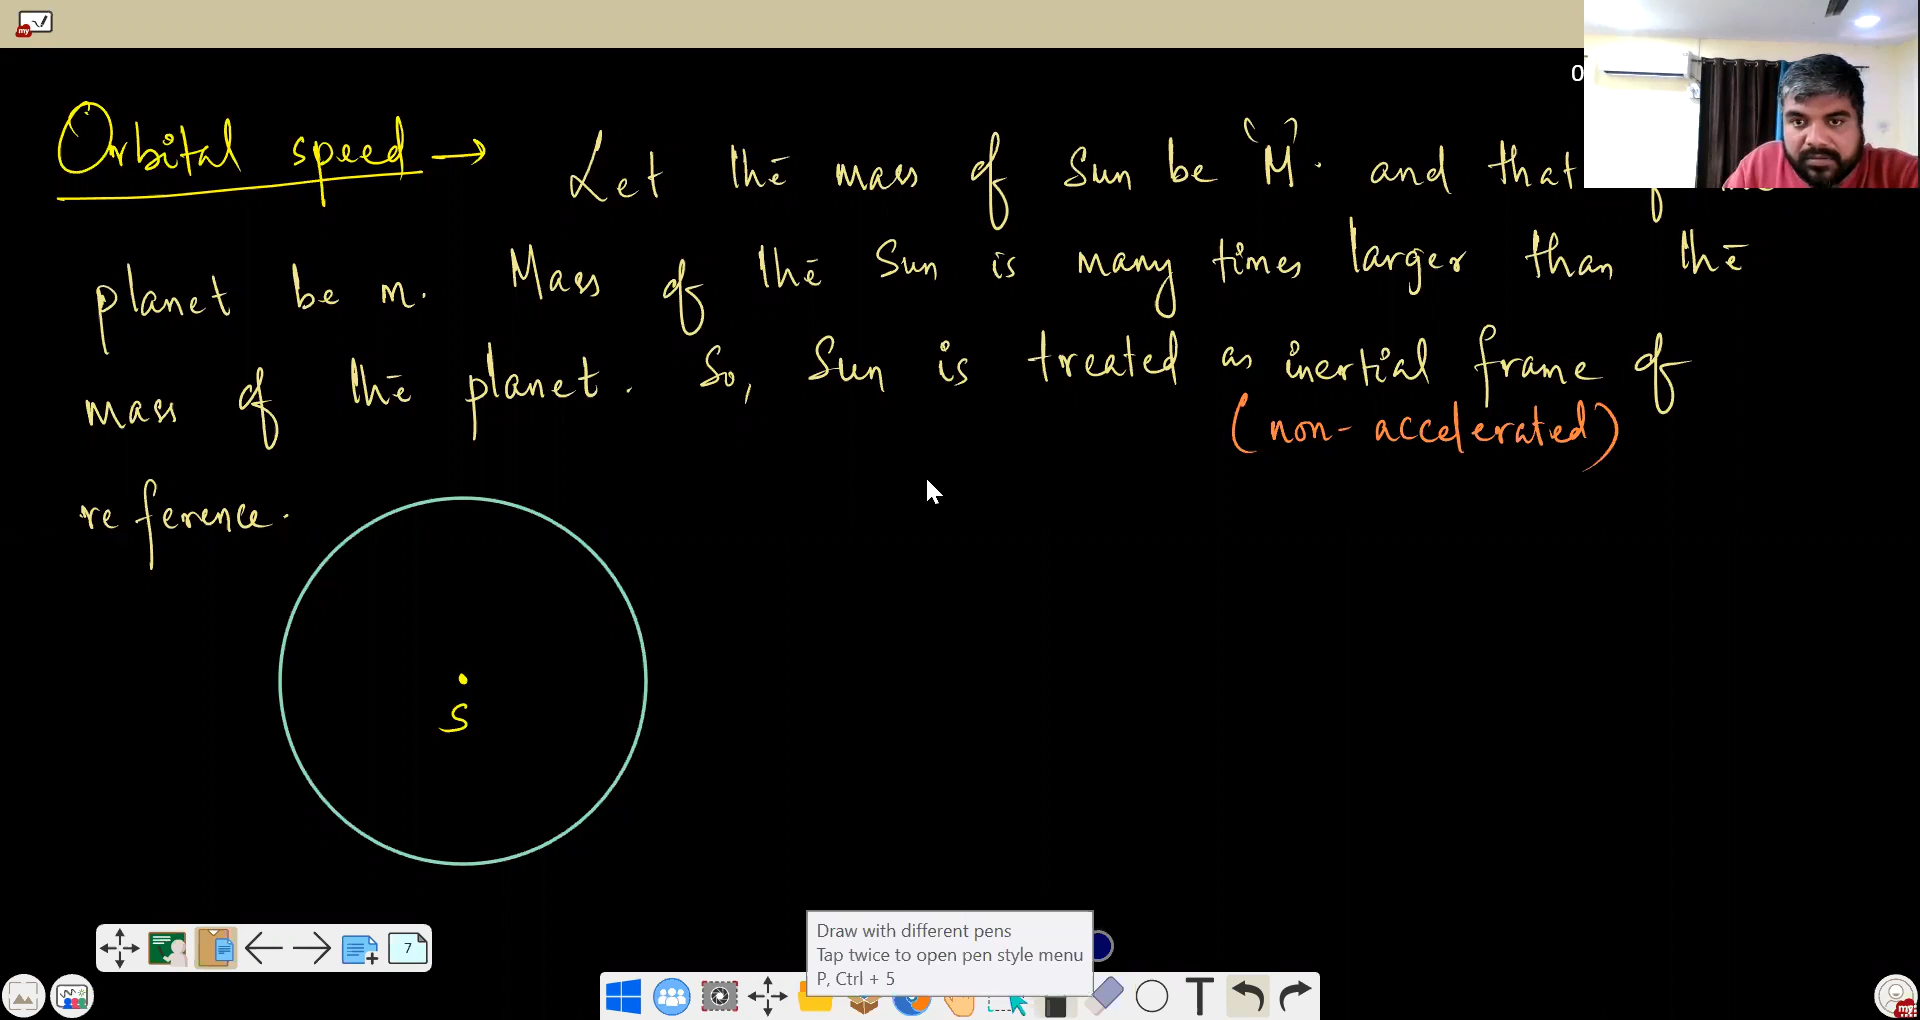 Orbital speed → Let the mass of Sun be 'M'. and that
planet be m. Mass of the Sun is many times larger than the
mass of the planet. So, Sun is treated as inertial frame of
(non-accelerated)
reference.
S
Draw with different pens
Tap twice to open pen style menu
P, Ctrl + 5
7
T